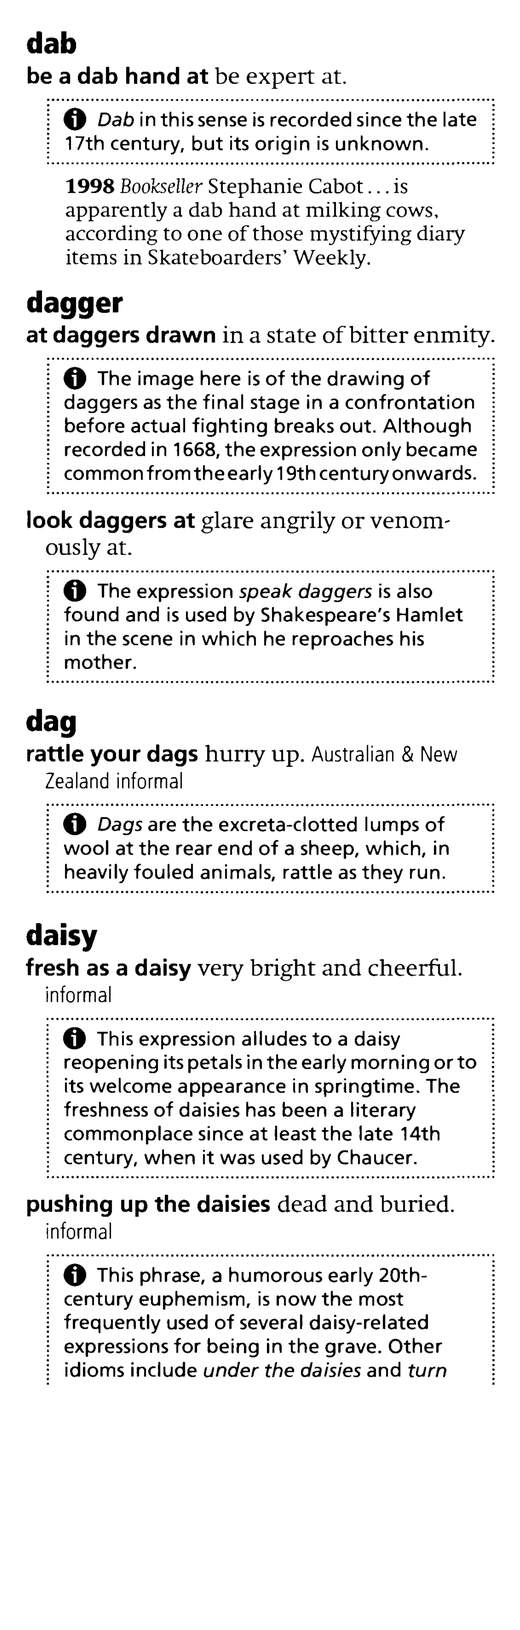 dab
be a dab hand at be expert at.
Dab in this sense is recorded since the late
17th century, but its origin is unknown.
1998 Bookseller Stephanie Cabot . . . is
apparently a dab hand at milking cows,
according to one of those mystifying diary
items in Skateboarders' Weekly.
dagger
at daggers drawn in a state of bitter enmity.
The image here is of the drawing of
daggers as the final stage in a confrontation
before actual fighting breaks out. Although
recorded in 1668, the expression only became
common from the early 19th century onwards.
look daggers at glare angrily or venom-
ously at.
The expression speak daggers is also
found and is used by Shakespeare's Hamlet
in the scene in which he reproaches his
mother.
dag
rattle your dags hurry up. Australian & New
Zealand informal
Dags are the excreta-clotted lumps of
wool at the rear end of a sheep, which, in
heavily fouled animals, rattle as they run.
daisy
fresh as a daisy very bright and cheerful.
informal
This expression alludes to a daisy
reopening its petals in the early morning or to
its welcome appearance in springtime. The
freshness of daisies has been a literary
commonplace since at least the late 14th
century, when it was used by Chaucer.
pushing up the daisies dead and buried.
informal
This phrase, a humorous early 20th-
century euphemism, is now the most
frequently used of several daisy-related
expressions for being in the grave. Other
idioms include under the daisies and turn